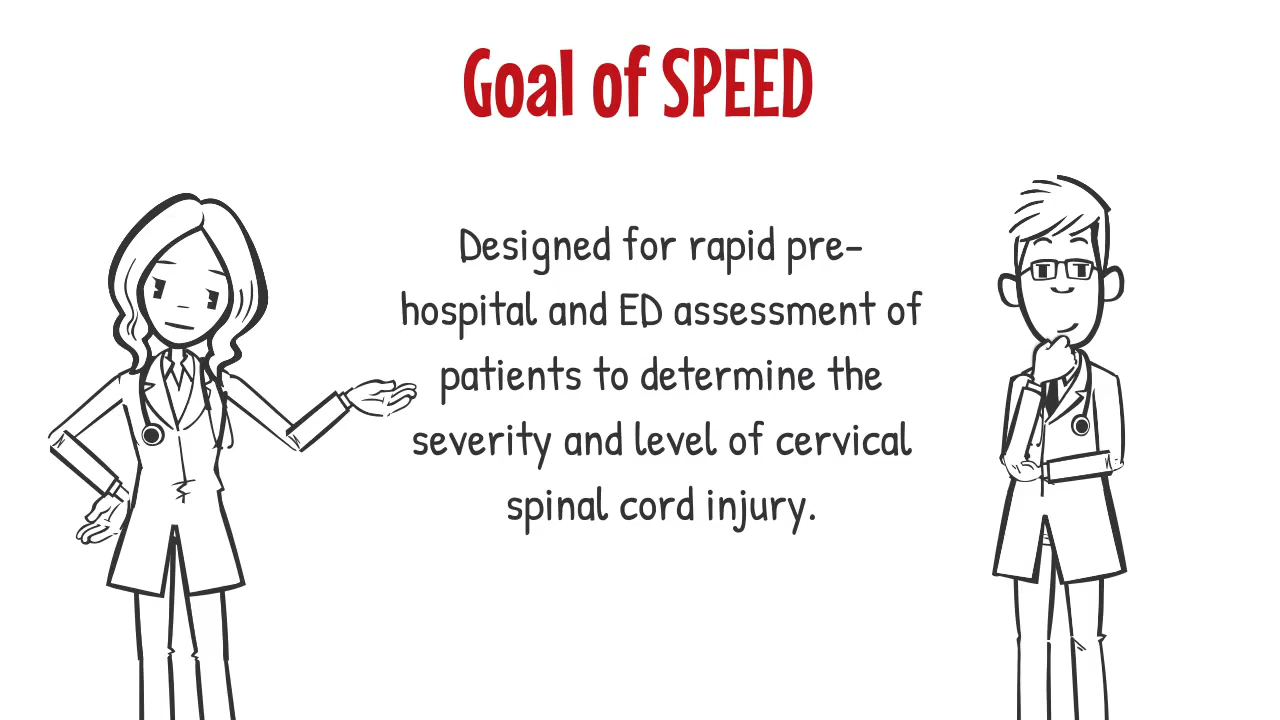 Goal of SPEED
Designed for rapid pre-
hospital and ED assessment of
patients to determine the
severity and level of cervical
spinal cord injury.